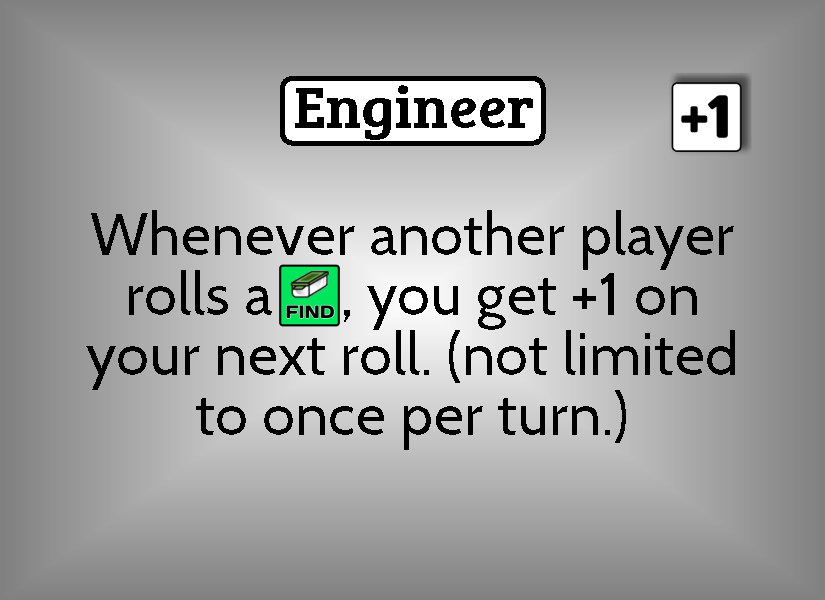 Engineer
+1
Whenever another player
rolls a FIND, you get +1 on
your next roll. (not limited
to once per turn.)